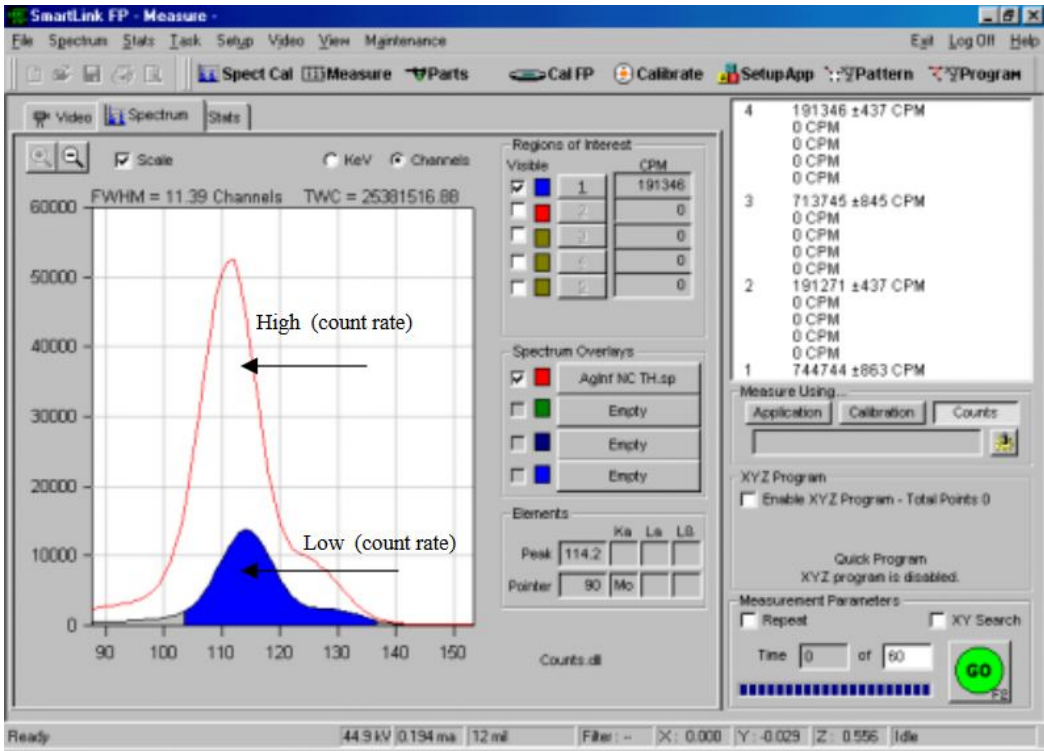 SmartLink FP - Measure -
File Spectrum Stats Task Setup Video View Maintenance Exit Log Off Help
Spect Cal Measure Parts Cal FP Calibrate SetupApp Pattern Program
Video Spectrum Stats
Scale KeV Channels
FWHM = 11.39 Channels TWC = 25381516.88
60000
50000
40000
30000
20000
10000
0
90 100 110 120 130 140 150
High (count rate)
Low (count rate)
Regions of Interest
Visible CPM
1 191346
2 0
3 0
4 0
5 0
Spectrum Overlays
AgInf NC TH.sp
Empty
Empty
Empty
Elements
Ka La LB
Peak 114.2
Pointer 90 Mo
Counts.dll
4 191346 ±437 CPM
0 CPM
0 CPM
0 CPM
0 CPM
3 713745 ±845 CPM
0 CPM
0 CPM
0 CPM
0 CPM
2 191271 ±437 CPM
0 CPM
0 CPM
0 CPM
0 CPM
1 744744 ±863 CPM
Measure Using...
Application Calibration Counts
XYZ Program
Enable XYZ Program - Total Points 0
Quick Program
XYZ program is disabled.
Measurement Parameters
Repeat XY Search
Time 0 of 60
GO
F2
Ready 44.9 kV 0.194 ma 12 mil Filter : -- X: 0.000 Y: -0.029 Z: 0.556 Idle